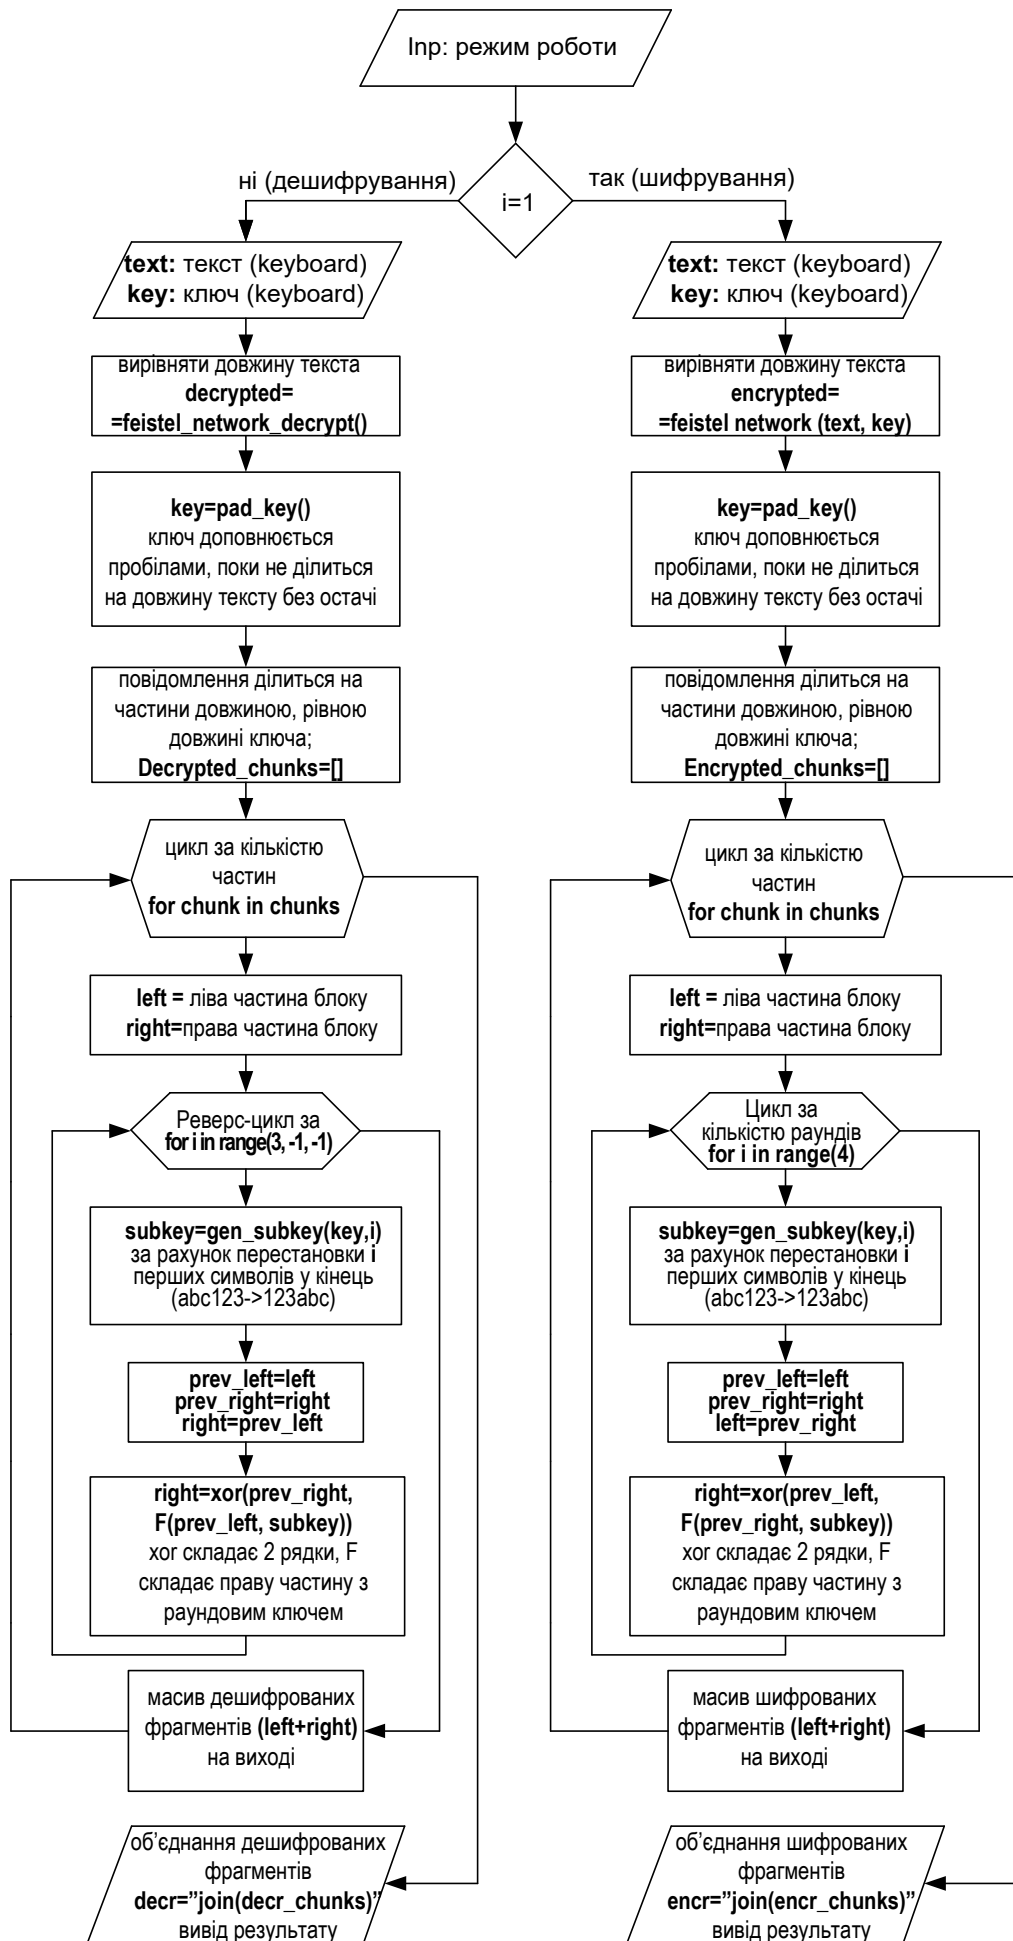 Inp: режим роботи
i=1
ні (дешифрування)
text: текст (keyboard)
key: ключ (keyboard)
вирівняти довжину текста
decrypted=
=feistel_network_decrypt()
key=pad_key()
ключ доповнюється
пробілами, поки не ділиться
на довжину тексту без остачі
повідомлення ділиться на
частини довжиною, рівною
довжині ключа;
Decrypted_chunks=[]
цикл за кількістю
частин
for chunk in chunks
left = ліва частина блоку
right=права частина блоку
Реверс-цикл за
for i in range(3, -1, -1)
subkey=gen_subkey(key,i)
за рахунок перестановки i
перших символів у кінець
(abc123->123abc)
prev_left=left
prev_right=right
right=prev_left
right=xor(prev_right,
F(prev_left, subkey))
xor складає 2 рядки, F
складає праву частину з
раундовим ключем
масив дешифрованих
фрагментів (left+right)
на виході
об’єднання дешифрованих
фрагментів
decr=”join(decr_chunks)”
вивід результату
так (шифрування)
text: текст (keyboard)
key: ключ (keyboard)
вирівняти довжину текста
encrypted=
=feistel network (text, key)
key=pad_key()
ключ доповнюється
пробілами, поки не ділиться
на довжину тексту без остачі
повідомлення ділиться на
частини довжиною, рівною
довжині ключа;
Encrypted_chunks=[]
цикл за кількістю
частин
for chunk in chunks
left = ліва частина блоку
right=права частина блоку
Цикл за
кількістю раундів
for i in range(4)
subkey=gen_subkey(key,i)
за рахунок перестановки i
перших символів у кінець
(abc123->123abc)
prev_left=left
prev_right=right
left=prev_right
right=xor(prev_left,
F(prev_right, subkey))
xor складає 2 рядки, F
складає праву частину з
раундовим ключем
масив шифрованих
фрагментів (left+right)
на виході
об’єднання шифрованих
фрагментів
encr=”join(encr_chunks)”
вивід результату